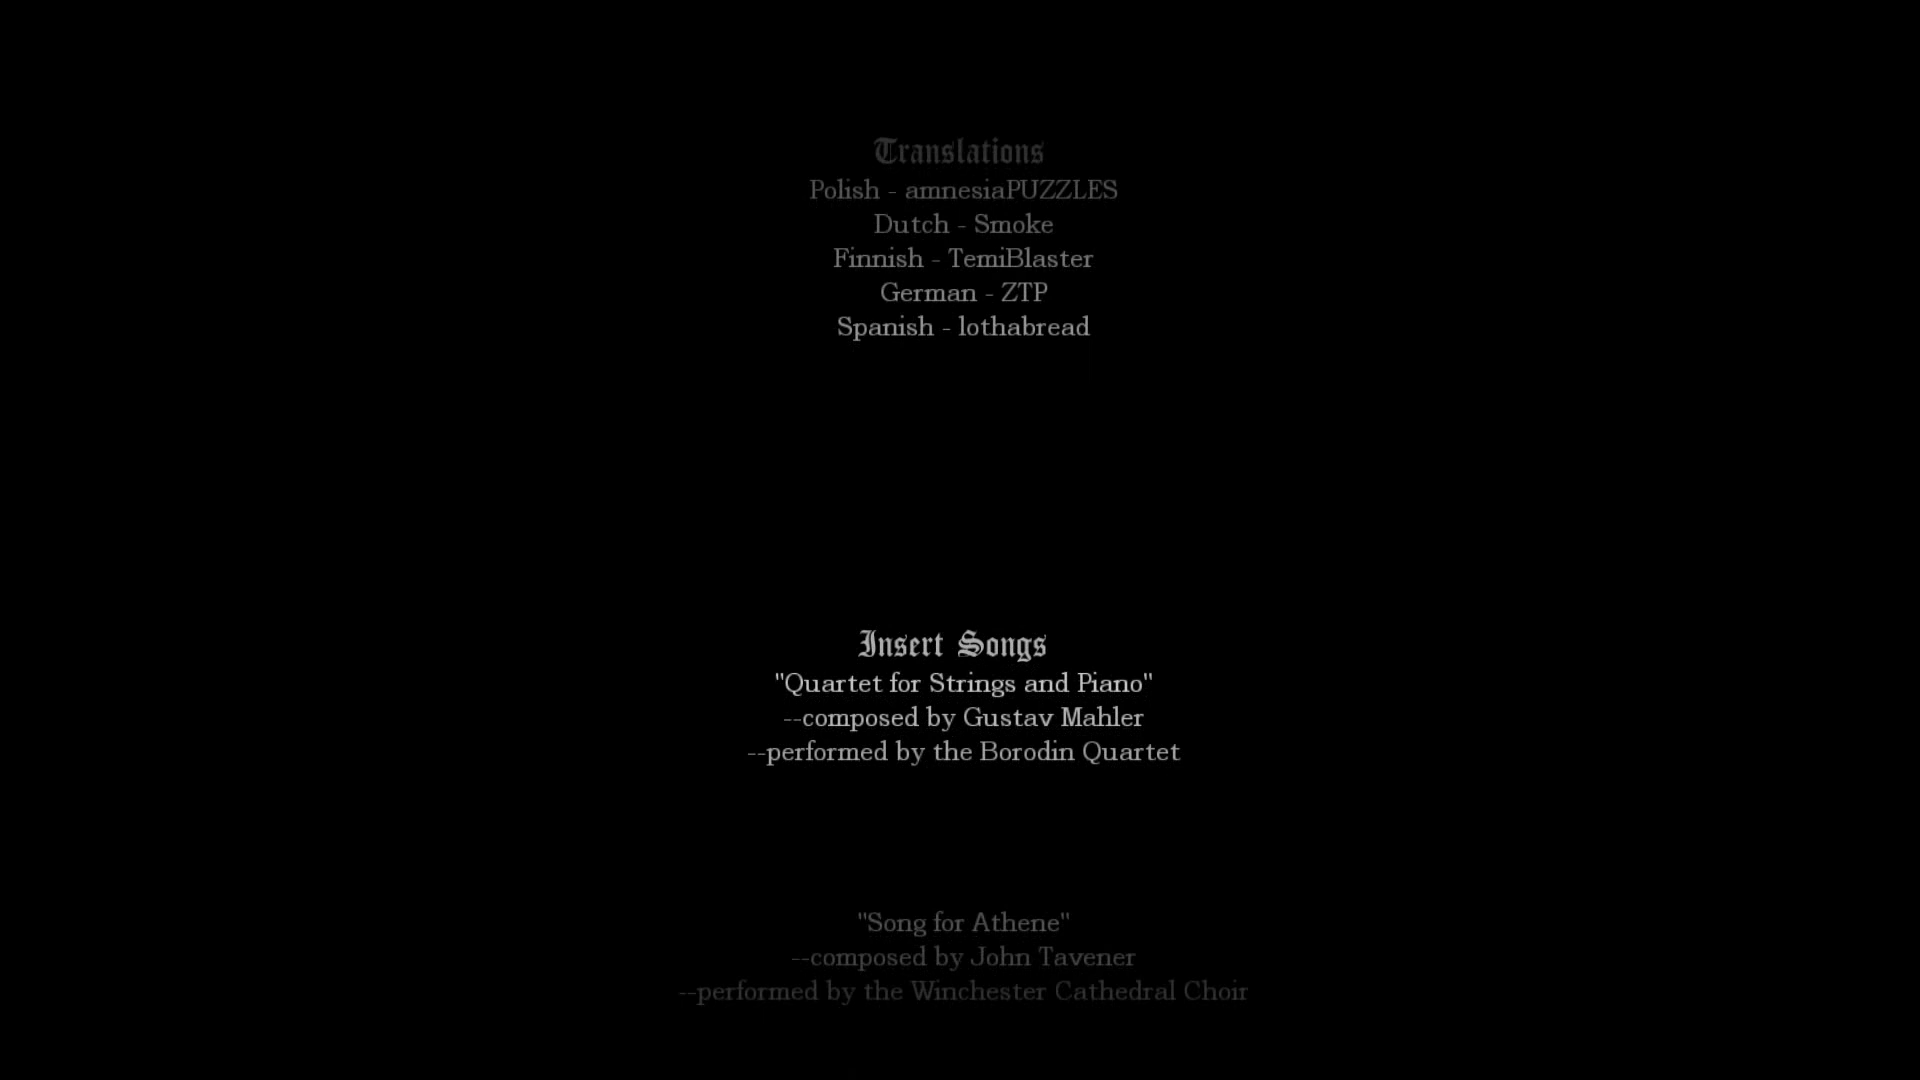 Translations
Polish - amnesiaPUZZLES
Dutch - Smoke
Finnish - TemiBlaster
German - ZTP
Spanish - lothabread
Insert Songs
"Quartet for Strings and Piano"
--composed by Gustav Mahler
--performed by the Borodin Quartet
"Song for Athene"
--composed by John Tavener
--performed by the Winchester Cathedral Choir